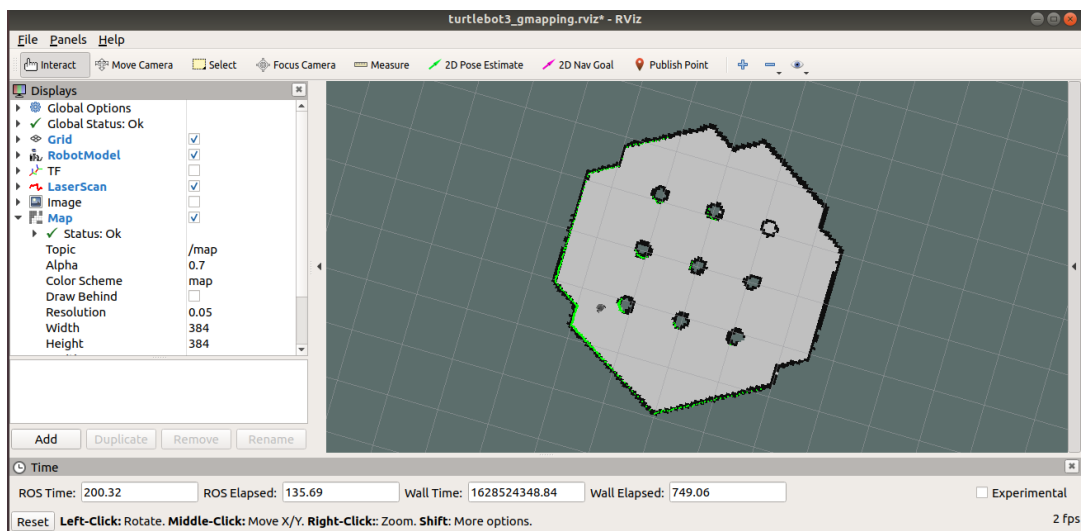 turtlebot3_gmapping.rviz* - RViz
File Panels Help
Interact Move Camera Select Focus Camera Measure 2D Pose Estimate 2D Nav Goal Publish Point
Displays
Global Options
Global Status: Ok
Grid
RobotModel
TF
LaserScan
Image
Map
Status: Ok
Topic /map
Alpha 0.7
Color Scheme map
Draw Behind
Resolution 0.05
Width 384
Height 384
Add Duplicate Remove Rename
Time
ROS Time: 200.32 ROS Elapsed: 135.69 Wall Time: 1628524348.84 Wall Elapsed: 749.06 Experimental
Reset Left-Click: Rotate. Middle-Click: Move X/Y. Right-Click:: Zoom. Shift: More options. 2 fps